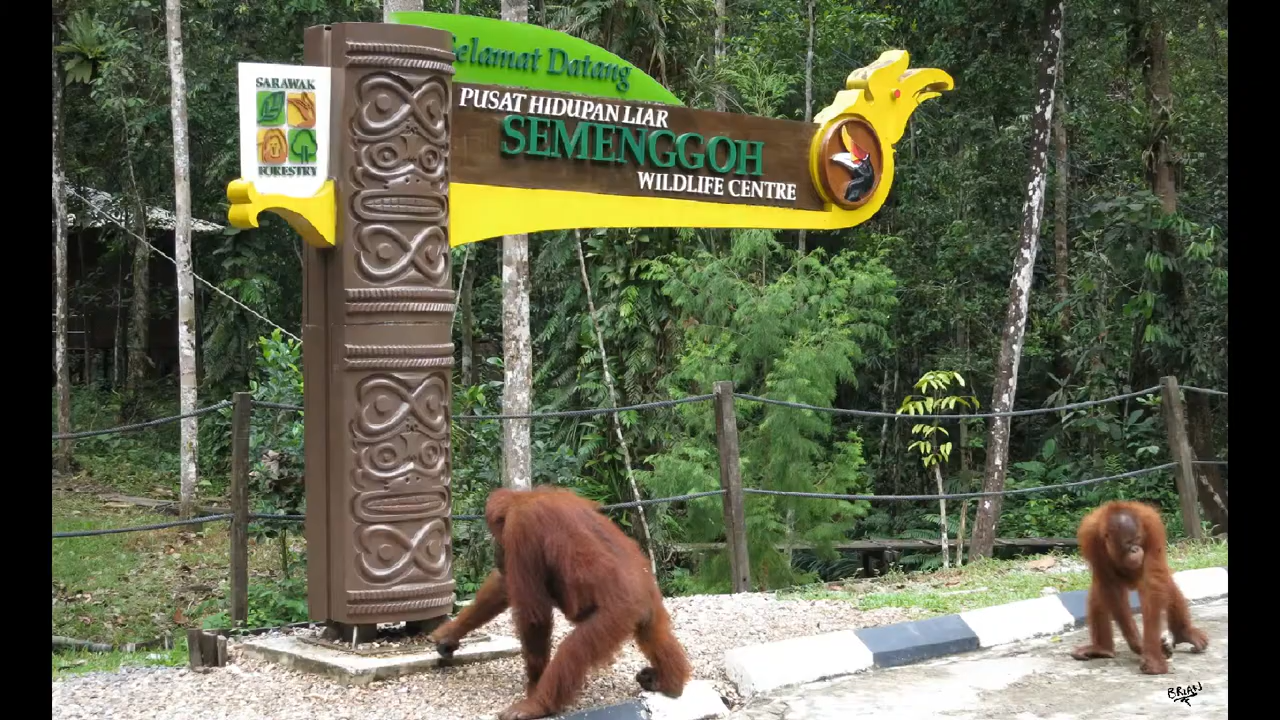 Selamat Datang
SARAWAK
FORESTRY
PUSAT HIDUPAN LIAR
SEMENGGOH
WILDLIFE CENTRE
BRIAN